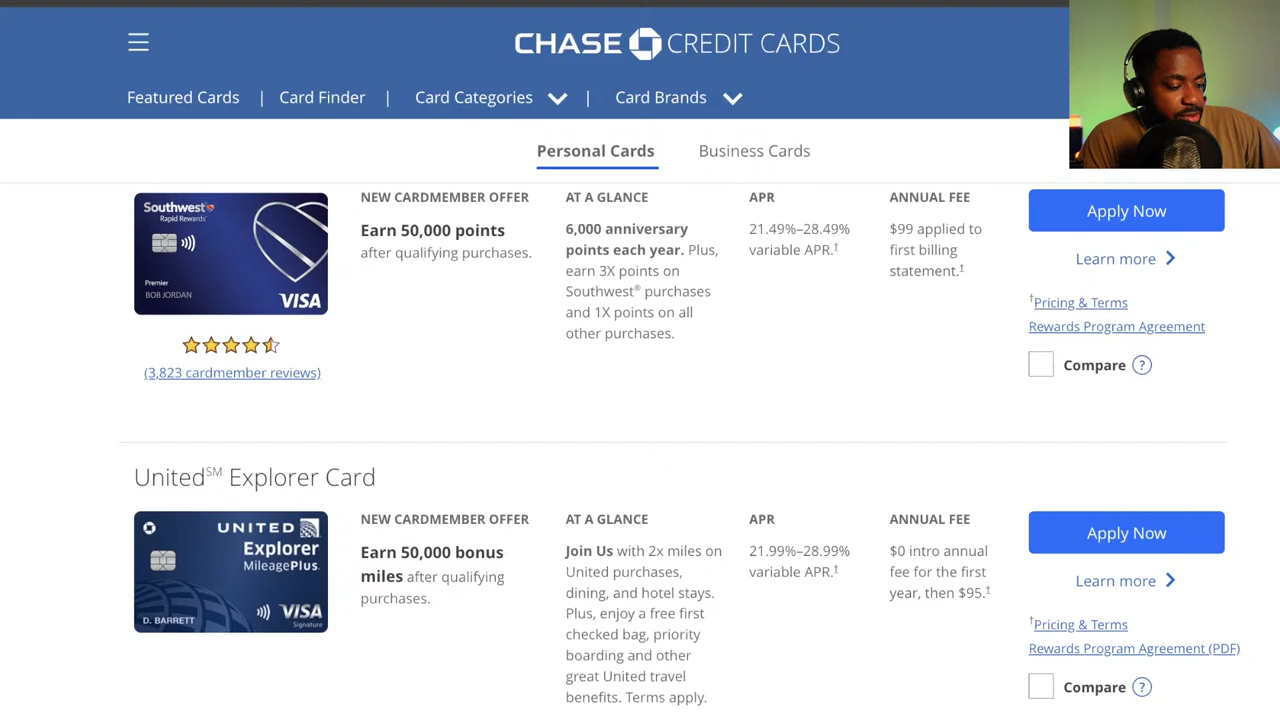 CHASE CREDIT CARDS
Featured Cards | Card Finder | Card Categories | Card Brands
Personal Cards Business Cards
Southwest
Rapid Rewards
Premier
BOB JORDAN
VISA
(3,823 cardmember reviews)
NEW CARDMEMBER OFFER
Earn 50,000 points
after qualifying purchases.
AT A GLANCE
6,000 anniversary
points each year. Plus,
earn 3X points on
Southwest® purchases
and 1X points on all
other purchases.
APR
21.49%–28.49%
variable APR.†
ANNUAL FEE
$99 applied to
first billing
statement.†
Apply Now
Learn more
†Pricing & Terms
Rewards Program Agreement
Compare ?
United℠ Explorer Card
UNITED
Explorer
MileagePlus
D. BARRETT
VISA
Signature
NEW CARDMEMBER OFFER
Earn 50,000 bonus
miles after qualifying
purchases.
AT A GLANCE
Join Us with 2x miles on
United purchases,
dining, and hotel stays.
Plus, enjoy a free first
checked bag, priority
boarding and other
great United travel
benefits. Terms apply.
APR
21.99%–28.99%
variable APR.†
ANNUAL FEE
$0 intro annual
fee for the first
year, then $95.†
Apply Now
Learn more
†Pricing & Terms
Rewards Program Agreement (PDF)
Compare ?